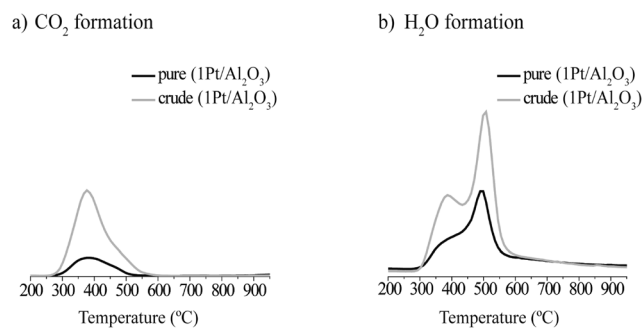 a) CO₂ formation
pure (1Pt/Al₂O₃)
crude (1Pt/Al₂O₃)
200 300 400 500 600 700 800 900
Temperature (ºC)
b) H₂O formation
pure (1Pt/Al₂O₃)
crude (1Pt/Al₂O₃)
200 300 400 500 600 700 800 900
Temperature (ºC)